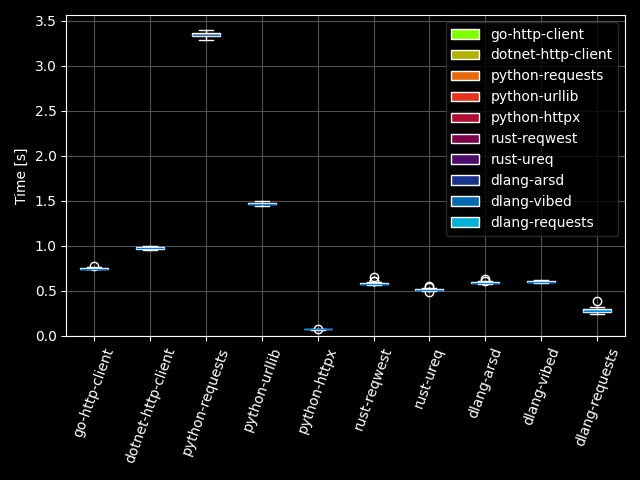 3.5
3.0
2.5
2.0
1.5
1.0
0.5
0.0
Time [s]
go-http-client
dotnet-http-client
python-requests
python-urllib
python-httpx
rust-reqwest
rust-ureq
dlang-arsd
dlang-vibed
dlang-requests
go-http-client
dotnet-http-client
python-requests
python-urllib
python-httpx
rust-reqwest
rust-ureq
dlang-arsd
dlang-vibed
dlang-requests